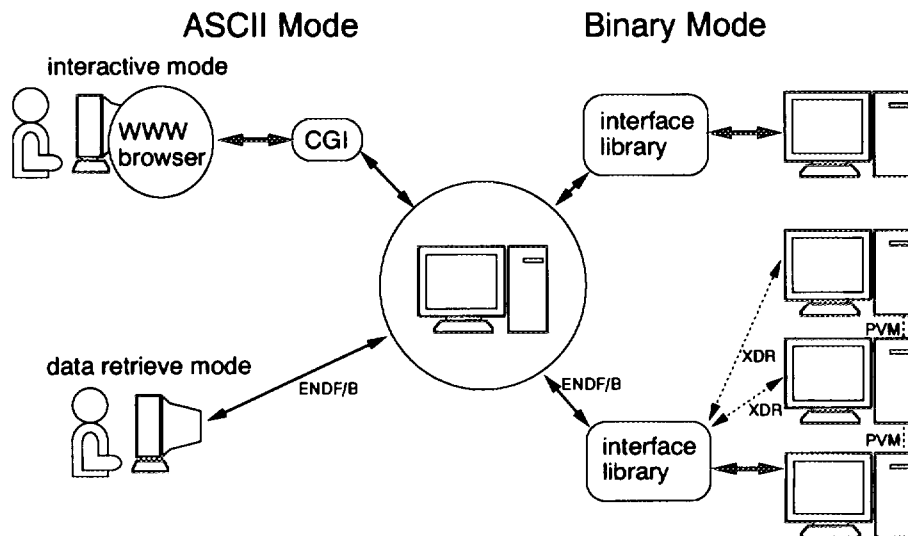 ASCII Mode
Binary Mode
interactive mode
WWW
browser
CGI
interface
library
PVM
XDR
data retrieve mode
ENDF/B
ENDF/B
XDR
PVM
interface
library